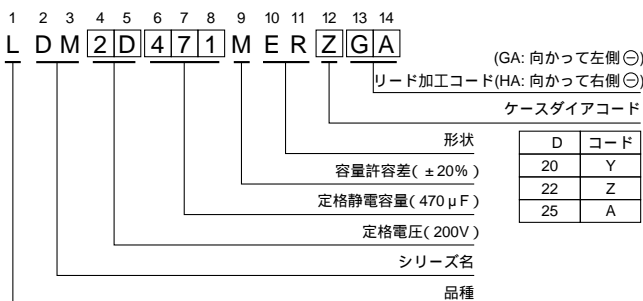 1 2 3 4 5 6 7 8 9 10 11 12 13 14
L D M 2 D 4 7 1 M E R Z G A
(GA: 向かって左側⊖)
リード加工コード(HA: 向かって右側⊖)
ケースダイアコード
形状
容量許容差( ±20% )
定格静電容量( 470 μF )
定格電圧( 200V )
シリーズ名
品種
D コード
20 Y
22 Z
25 A